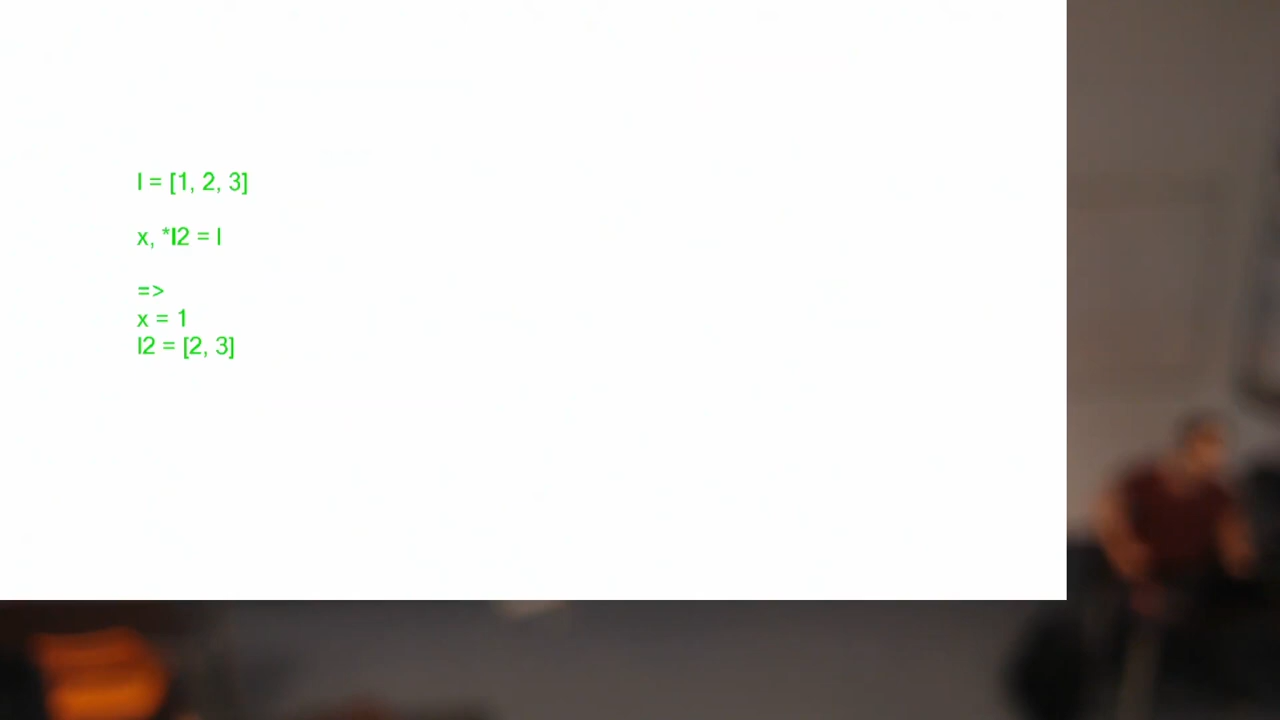 l = [1, 2, 3]
x, *l2 = l
=>
x = 1
l2 = [2, 3]